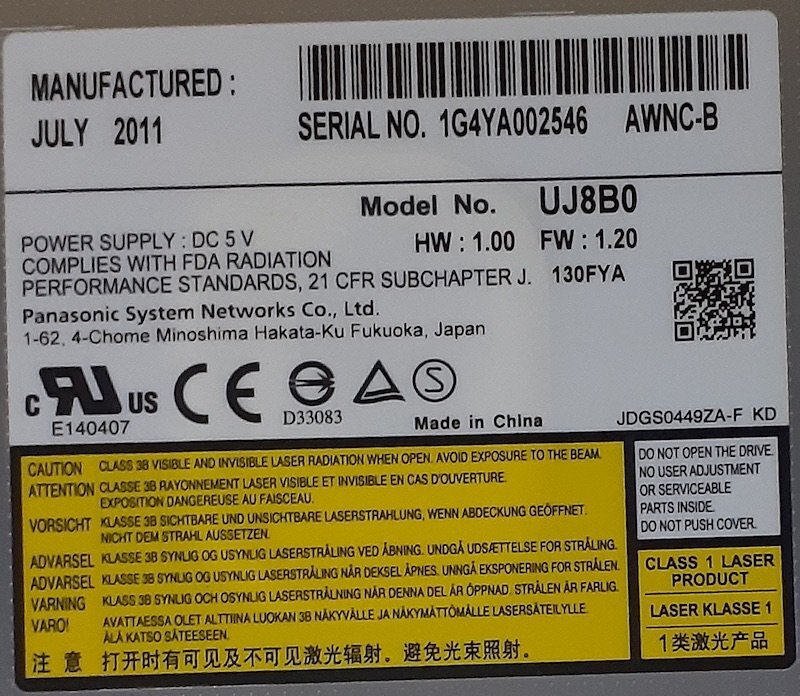 MANUFACTURED :
JULY 2011
SERIAL NO. 1G4YA002546 AWNC-B
Model No. UJ8B0
HW : 1.00 FW : 1.20
130FYA
POWER SUPPLY : DC 5 V
COMPLIES WITH FDA RADIATION
PERFORMANCE STANDARDS, 21 CFR SUBCHAPTER J.
Panasonic System Networks Co., Ltd.
1-62, 4-Chome Minoshima Hakata-Ku Fukuoka, Japan
c RU US
E140407
CE
D33083
S
Made in China
JDGS0449ZA-F KD
CAUTION CLASS 3B VISIBLE AND INVISIBLE LASER RADIATION WHEN OPEN. AVOID EXPOSURE TO THE BEAM.
ATTENTION CLASSE 3B RAYONNEMENT LASER VISIBLE ET INVISIBLE EN CAS D'OUVERTURE.
EXPOSITION DANGEREUSE AU FAISCEAU.
VORSICHT KLASSE 3B SICHTBARE UND UNSICHTBARE LASERSTRAHLUNG, WENN ABDECKUNG GEÖFFNET.
NICHT DEM STRAHL AUSSETZEN.
ADVARSEL KLASSE 3B SYNLIG OG USYNLIG LASERSTRÅLING VED ÅBNING. UNDGÅ UDSÆTTELSE FOR STRÅLING.
ADVARSEL KLASSE 3B SYNLIG OG USYNLIG LASERSTRÅLING NÅR DEKSEL ÅPNES. UNNGÅ EKSPONERING FOR STRÅLEN.
VARNING KLASS 3B SYNLIG OCH OSYNLIG LASERSTRÅLNING NÄR DENNA DEL ÄR ÖPPNAD. STRÅLEN ÄR FARLIG.
VARO! AVATTAESSA OLET ALTTIINA LUOKAN 3B NÄKYVÄLLE JA NÄKYMÄTTÖMÄLLE LASERSÄTEILYLLE.
ÄLÄ KATSO SÄTEESEEN.
注 意 打开时有可见及不可见激光辐射。避免光束照射。
DO NOT OPEN THE DRIVE.
NO USER ADJUSTMENT
OR SERVICEABLE
PARTS INSIDE.
DO NOT PUSH COVER.
CLASS 1 LASER
PRODUCT
LASER KLASSE 1
1类激光产品